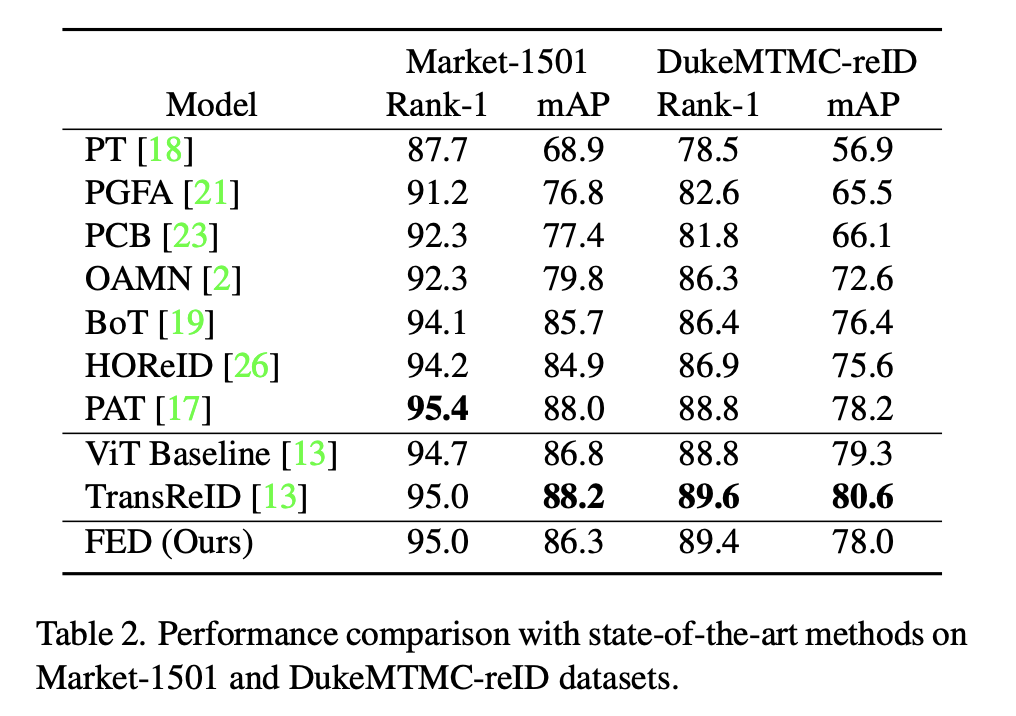 Market-1501 DukeMTMC-reID
Model Rank-1 mAP Rank-1 mAP
PT [18] 87.7 68.9 78.5 56.9
PGFA [21] 91.2 76.8 82.6 65.5
PCB [23] 92.3 77.4 81.8 66.1
OAMN [2] 92.3 79.8 86.3 72.6
BoT [19] 94.1 85.7 86.4 76.4
HOReID [26] 94.2 84.9 86.9 75.6
PAT [17] 95.4 88.0 88.8 78.2
ViT Baseline [13] 94.7 86.8 88.8 79.3
TransReID [13] 95.0 88.2 89.6 80.6
FED (Ours) 95.0 86.3 89.4 78.0
Table 2. Performance comparison with state-of-the-art methods on
Market-1501 and DukeMTMC-reID datasets.